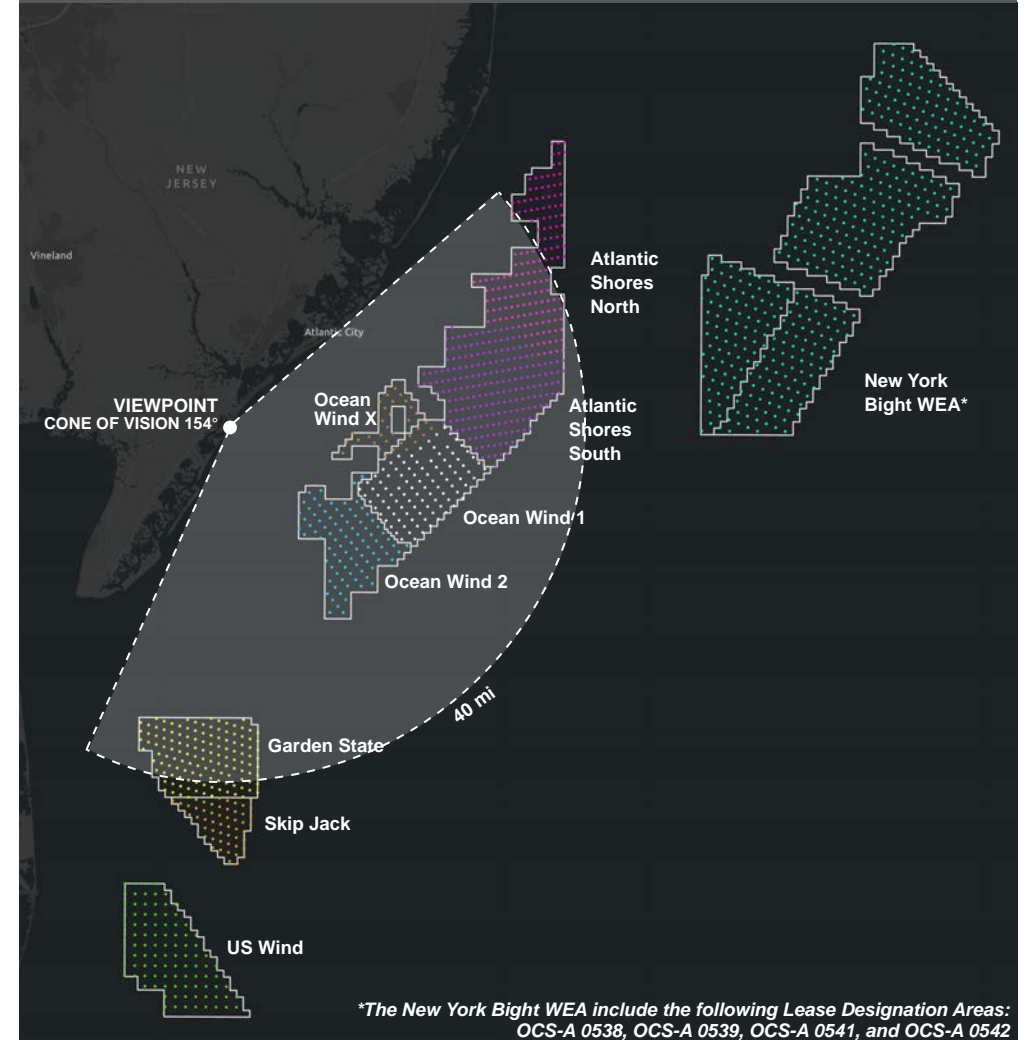 NEW
JERSEY
Vineland
Atlantic
Shores
North
Atlantic City
New York
Bight WEA*
VIEWPOINT
CONE OF VISION 154°
Ocean
Wind X
Atlantic
Shores
South
Ocean Wind 1
Ocean Wind 2
40 mi
Garden State
Skip Jack
US Wind
*The New York Bight WEA include the following Lease Designation Areas:
OCS-A 0538, OCS-A 0539, OCS-A 0541, and OCS-A 0542